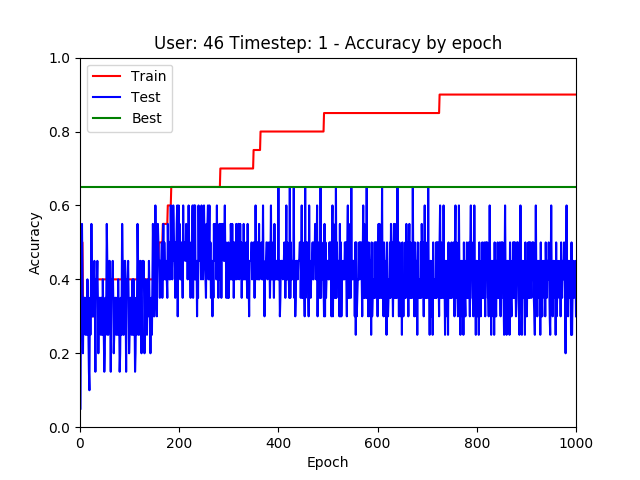 User: 46 Timestep: 1 - Accuracy by epoch
Train
Test
Best
1.0
0.8
0.6
0.4
0.2
0.0
Accuracy
0 200 400 600 800 1000
Epoch